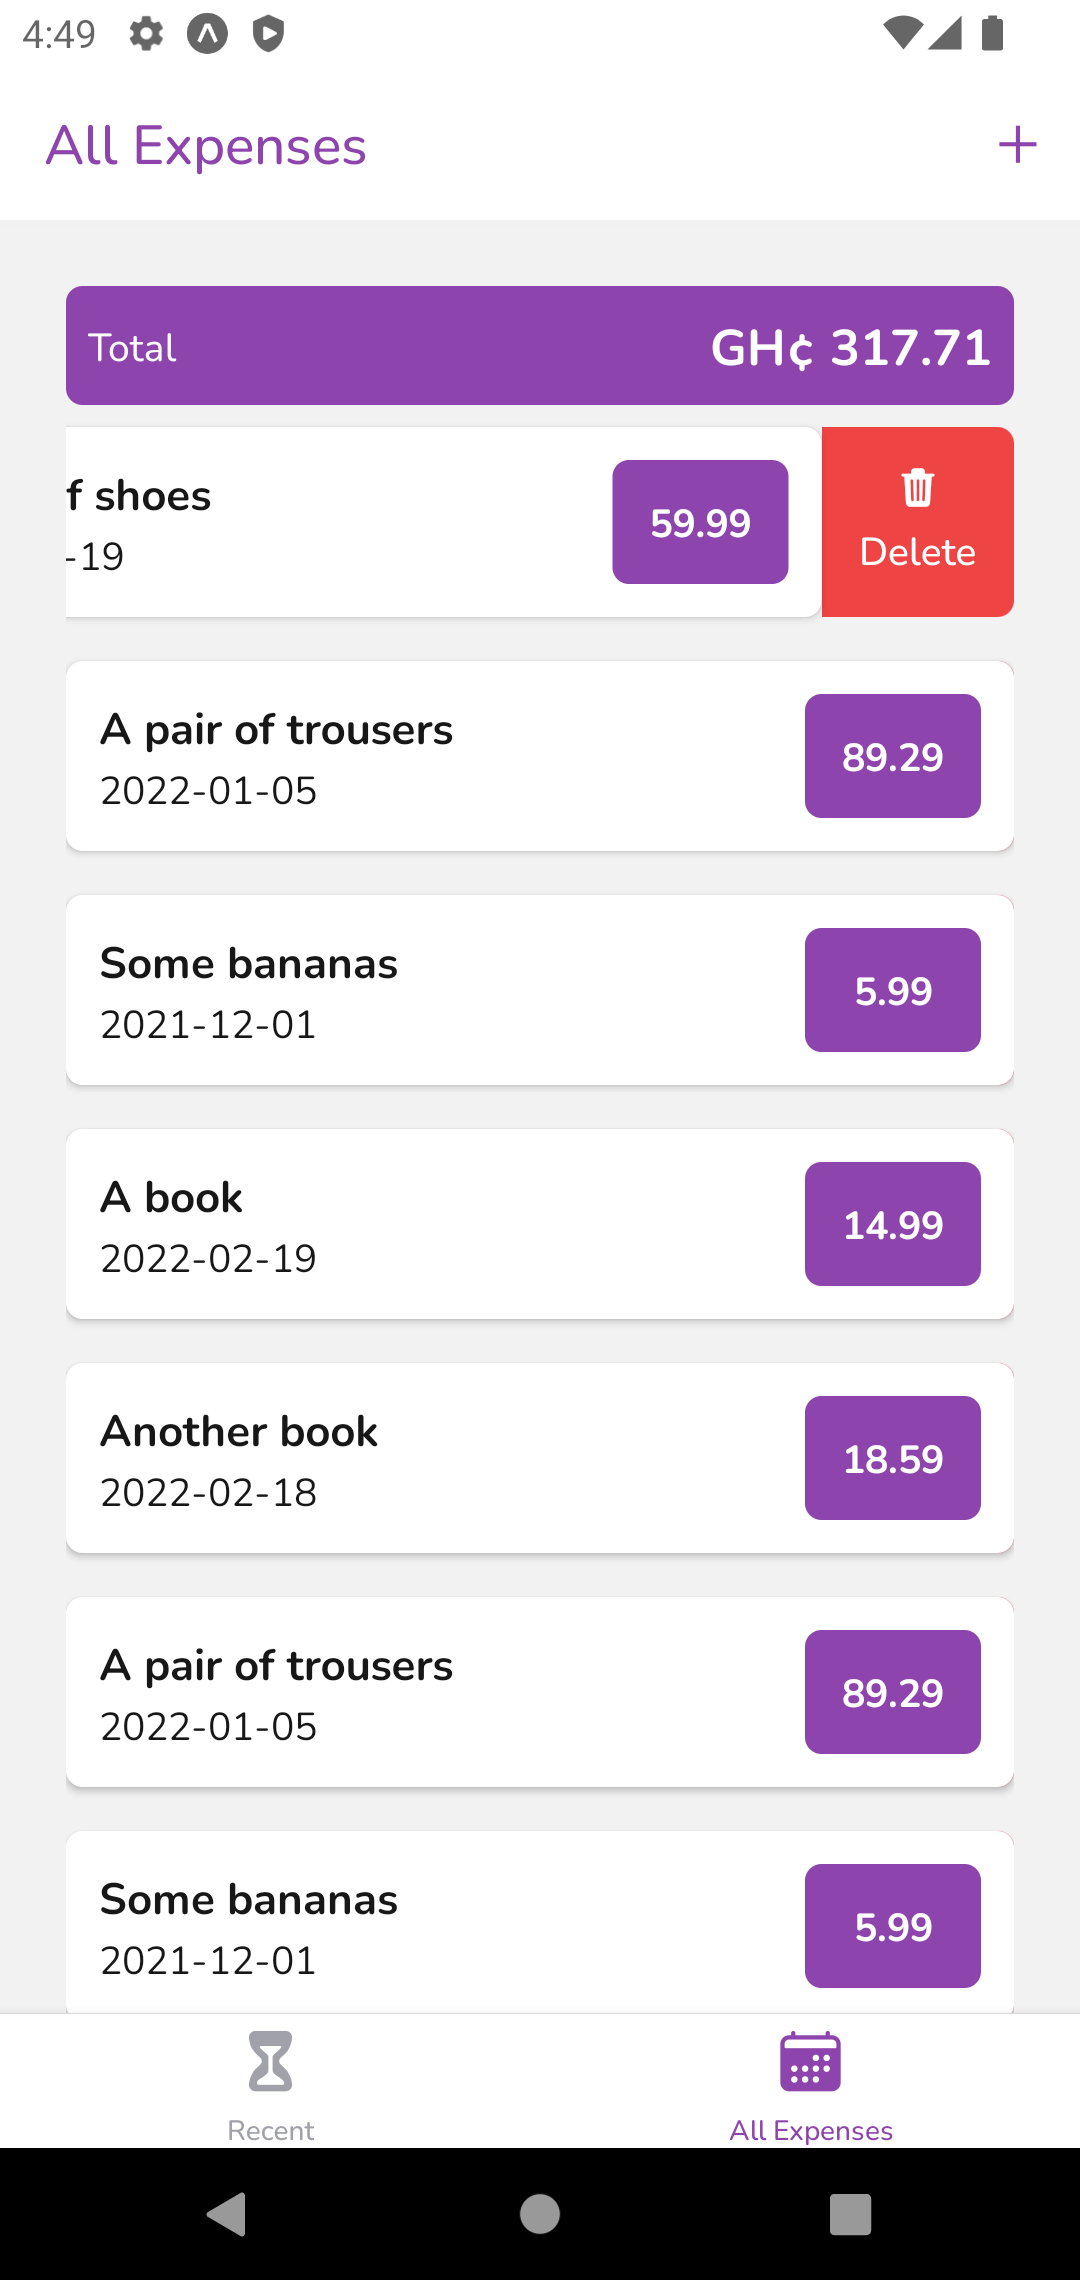 4:49
All Expenses
Total GH¢ 317.71
f shoes
-19
59.99
Delete
A pair of trousers
2022-01-05
89.29
Some bananas
2021-12-01
5.99
A book
2022-02-19
14.99
Another book
2022-02-18
18.59
A pair of trousers
2022-01-05
89.29
Some bananas
2021-12-01
5.99
Recent
All Expenses